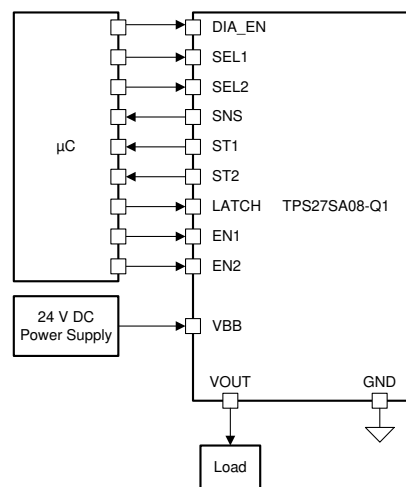 DIA_EN
SEL1
SEL2
SNS
ST1
µC
ST2
LATCH TPS27SA08-Q1
EN1
EN2
24 V DC
Power Supply
VBB
VOUT
GND
Load